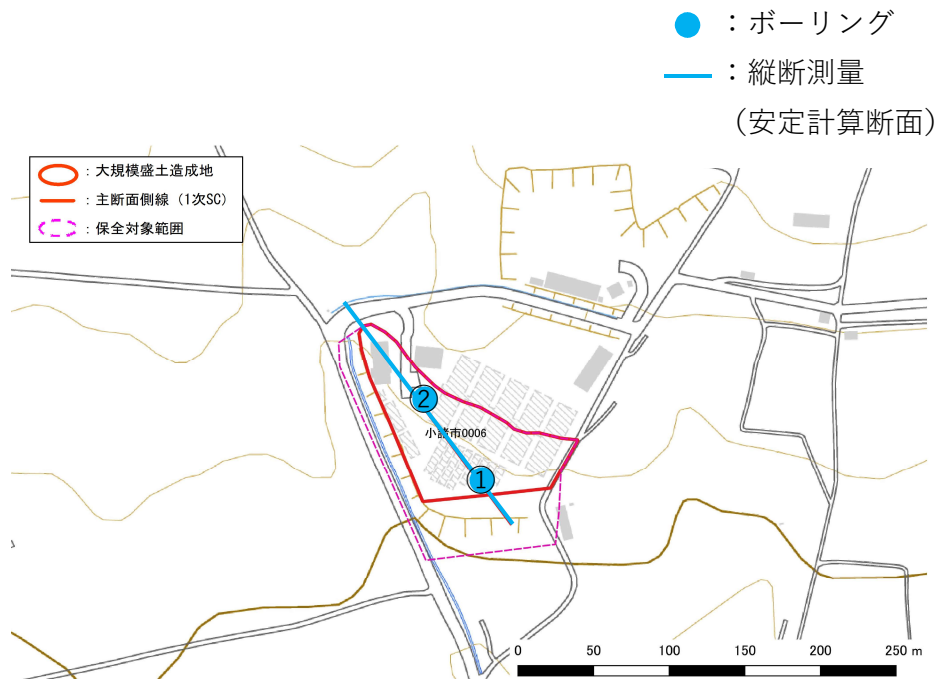 ：ボーリング
：縦断測量
（安定計算断面）
：大規模盛土造成地
：主断面側線（1次SC）
：保全対象範囲
②
小諸市0006
①
0 50 100 150 200 250 m